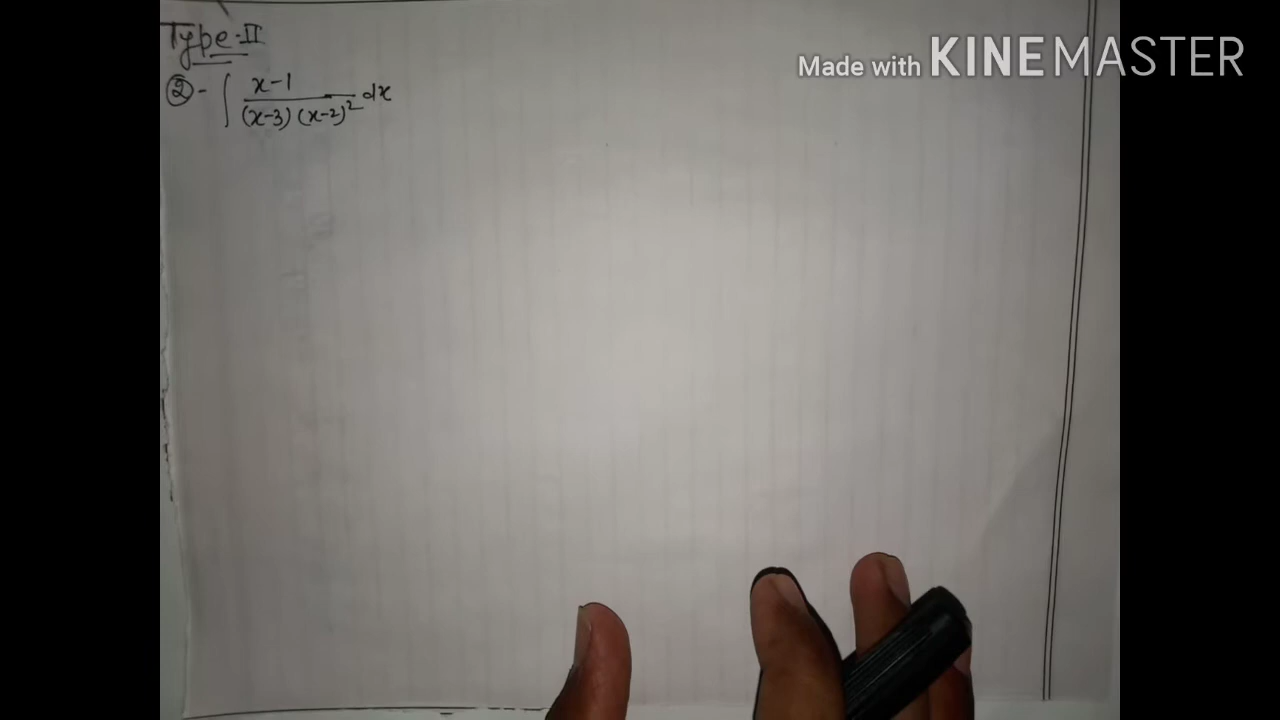 Type-II
②- ∫ x-1 / (x-3) (x-2)² dx
Made with KINEMASTER